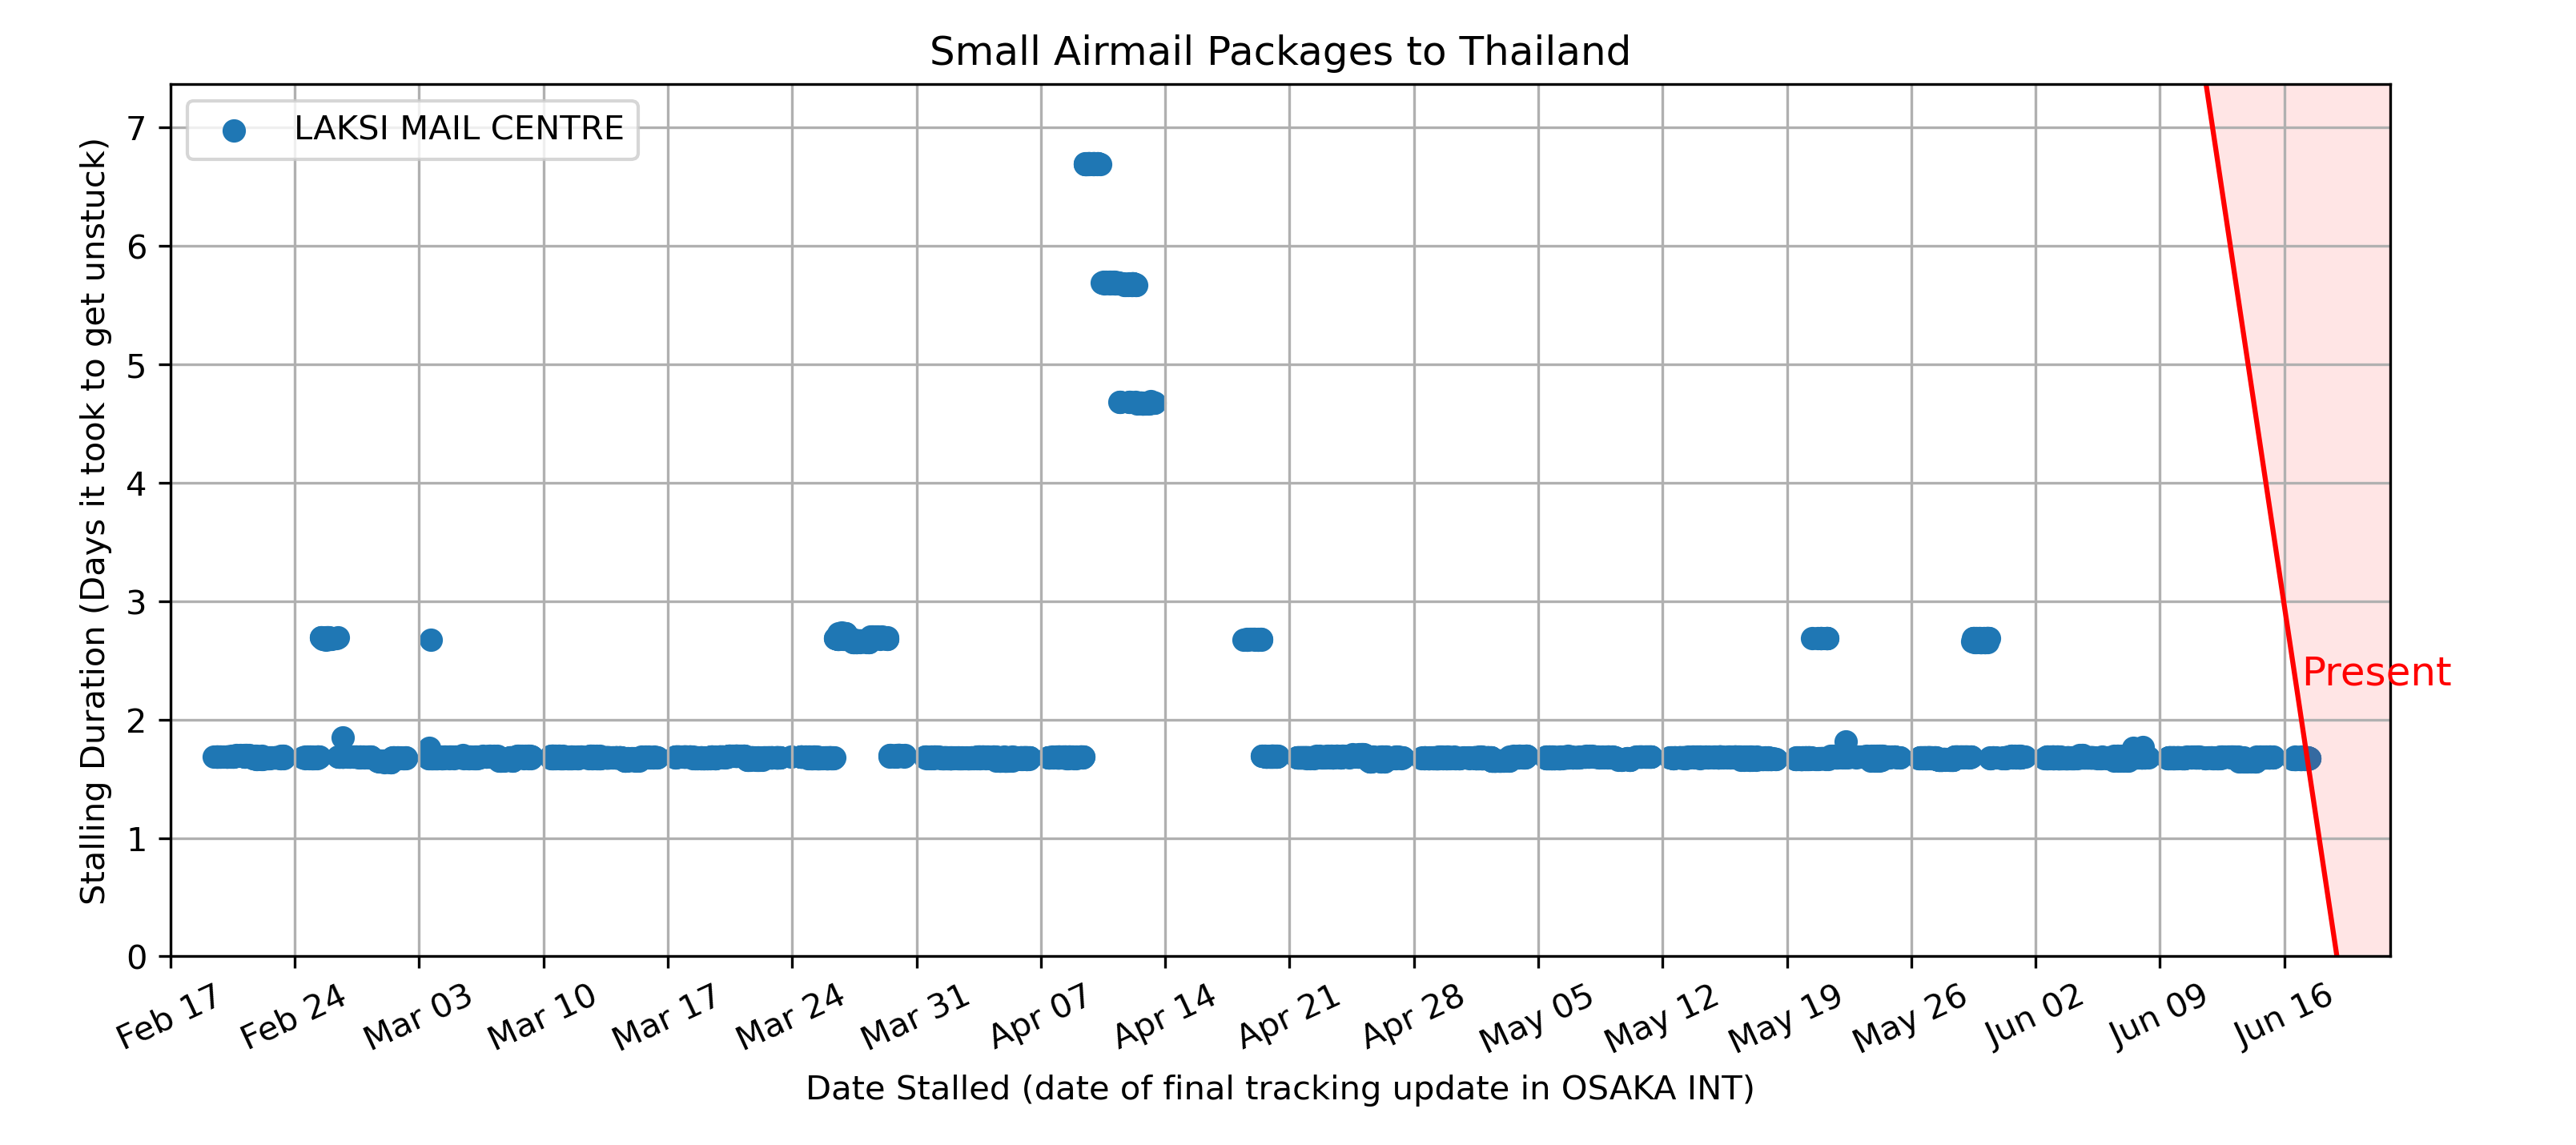 Small Airmail Packages to Thailand
LAKSI MAIL CENTRE
Stalling Duration (Days it took to get unstuck)
7
6
5
4
3
2
1
0
Present
Feb 17
Feb 24
Mar 03
Mar 10
Mar 17
Mar 24
Mar 31
Apr 07
Apr 14
Apr 21
Apr 28
May 05
May 12
May 19
May 26
Jun 02
Jun 09
Jun 16
Date Stalled (date of final tracking update in OSAKA INT)